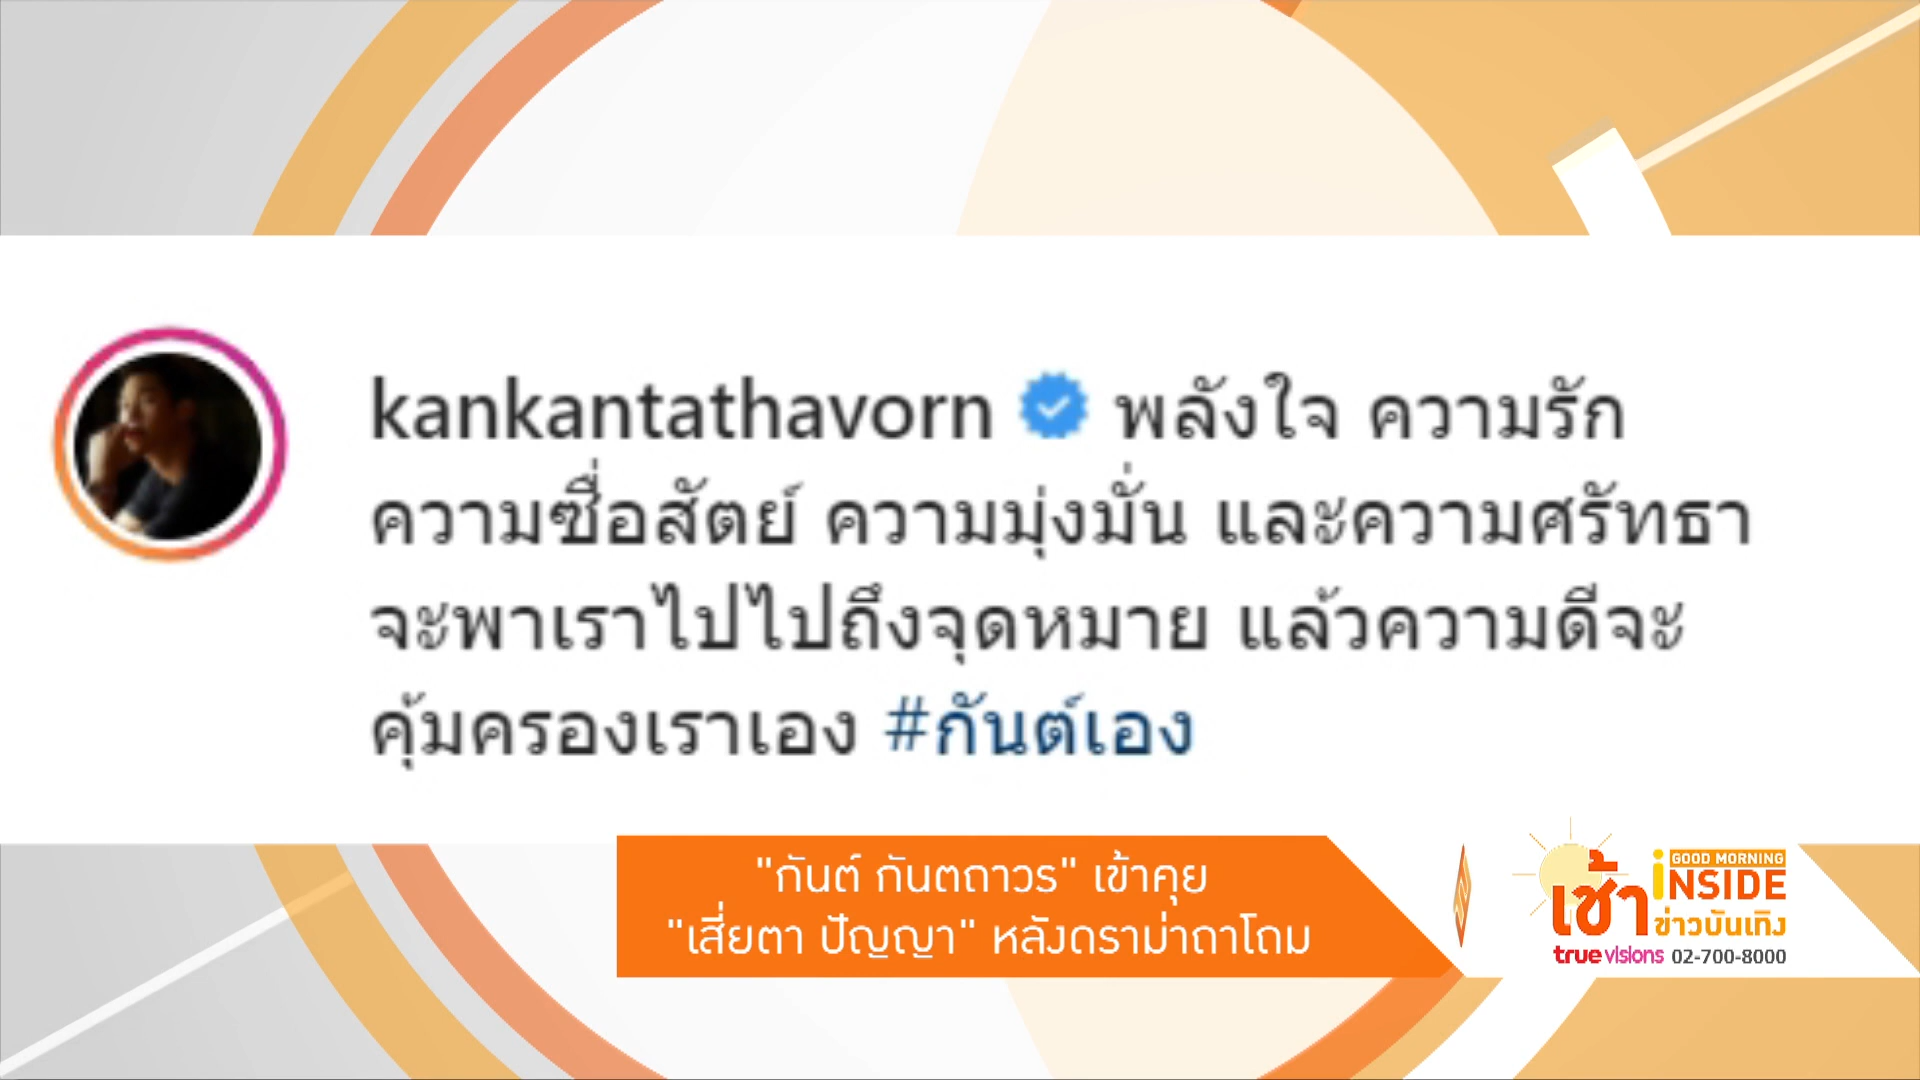 kankantathavorn พลังใจ ความรัก
ความซื่อสัตย์ ความมุ่งมั่น และความศรัทธา
จะพาเราไปไปถึงจุดหมาย แล้วความดีจะ
คุ้มครองเราเอง #กันต์เอง
"กันต์ กันตถาวร" เข้าคุย
"เสี่ยตา ปัญญา" หลังดราม่าถาโถม
GOOD MORNING
iNSIDE
เช้า
ข่าวบันเทิง
true visions 02-700-8000